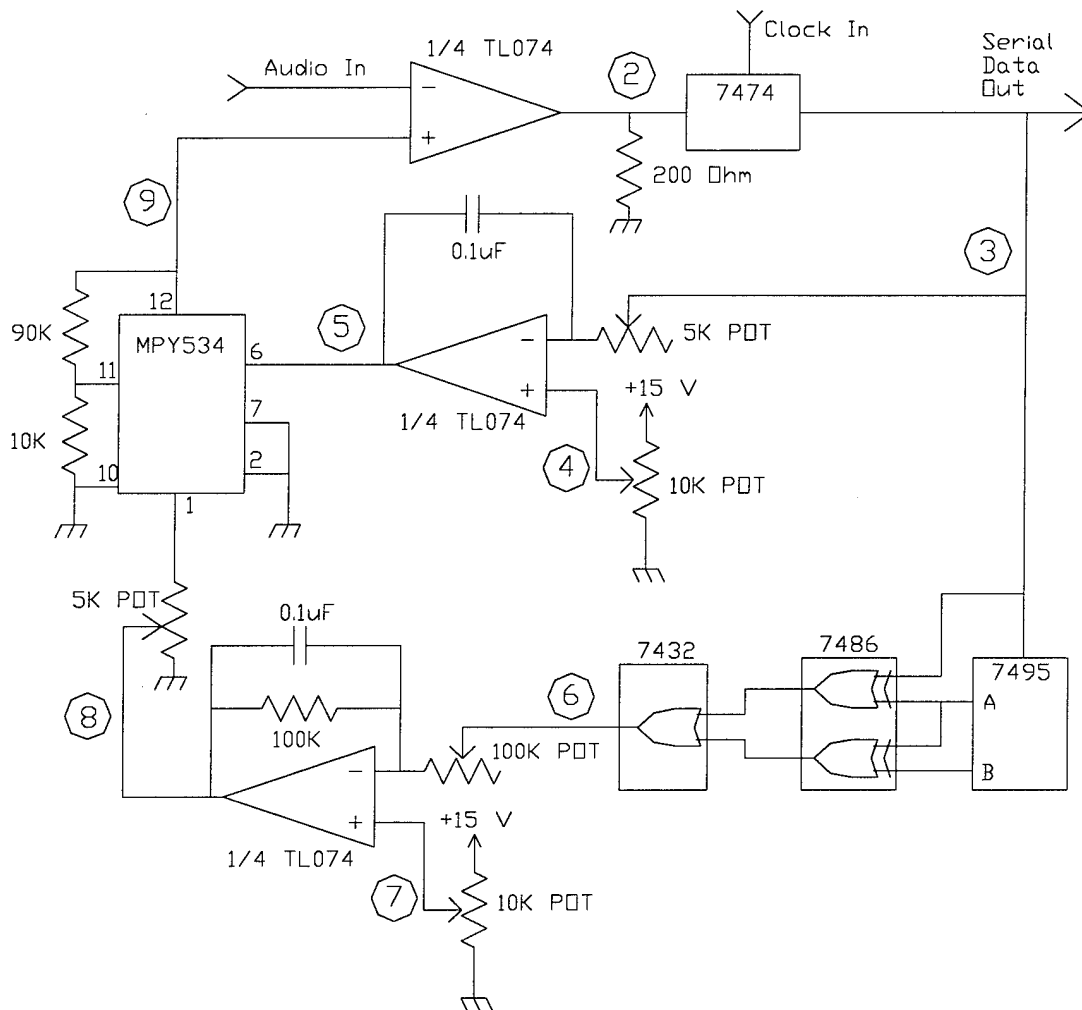 Clock In
1/4 TL074
Serial
Data
Out
Audio In
2
7474
+
200 Ohm
9
3
0.1uF
12
90K
MPY534
5
6
5K POT
11
+15 V
7
+
1/4 TL074
10K
2
4
10K POT
10
1
5K POT
0.1uF
7432
7486
7495
6
A
8
100K
100K POT
B
+15 V
+
1/4 TL074
7
10K POT